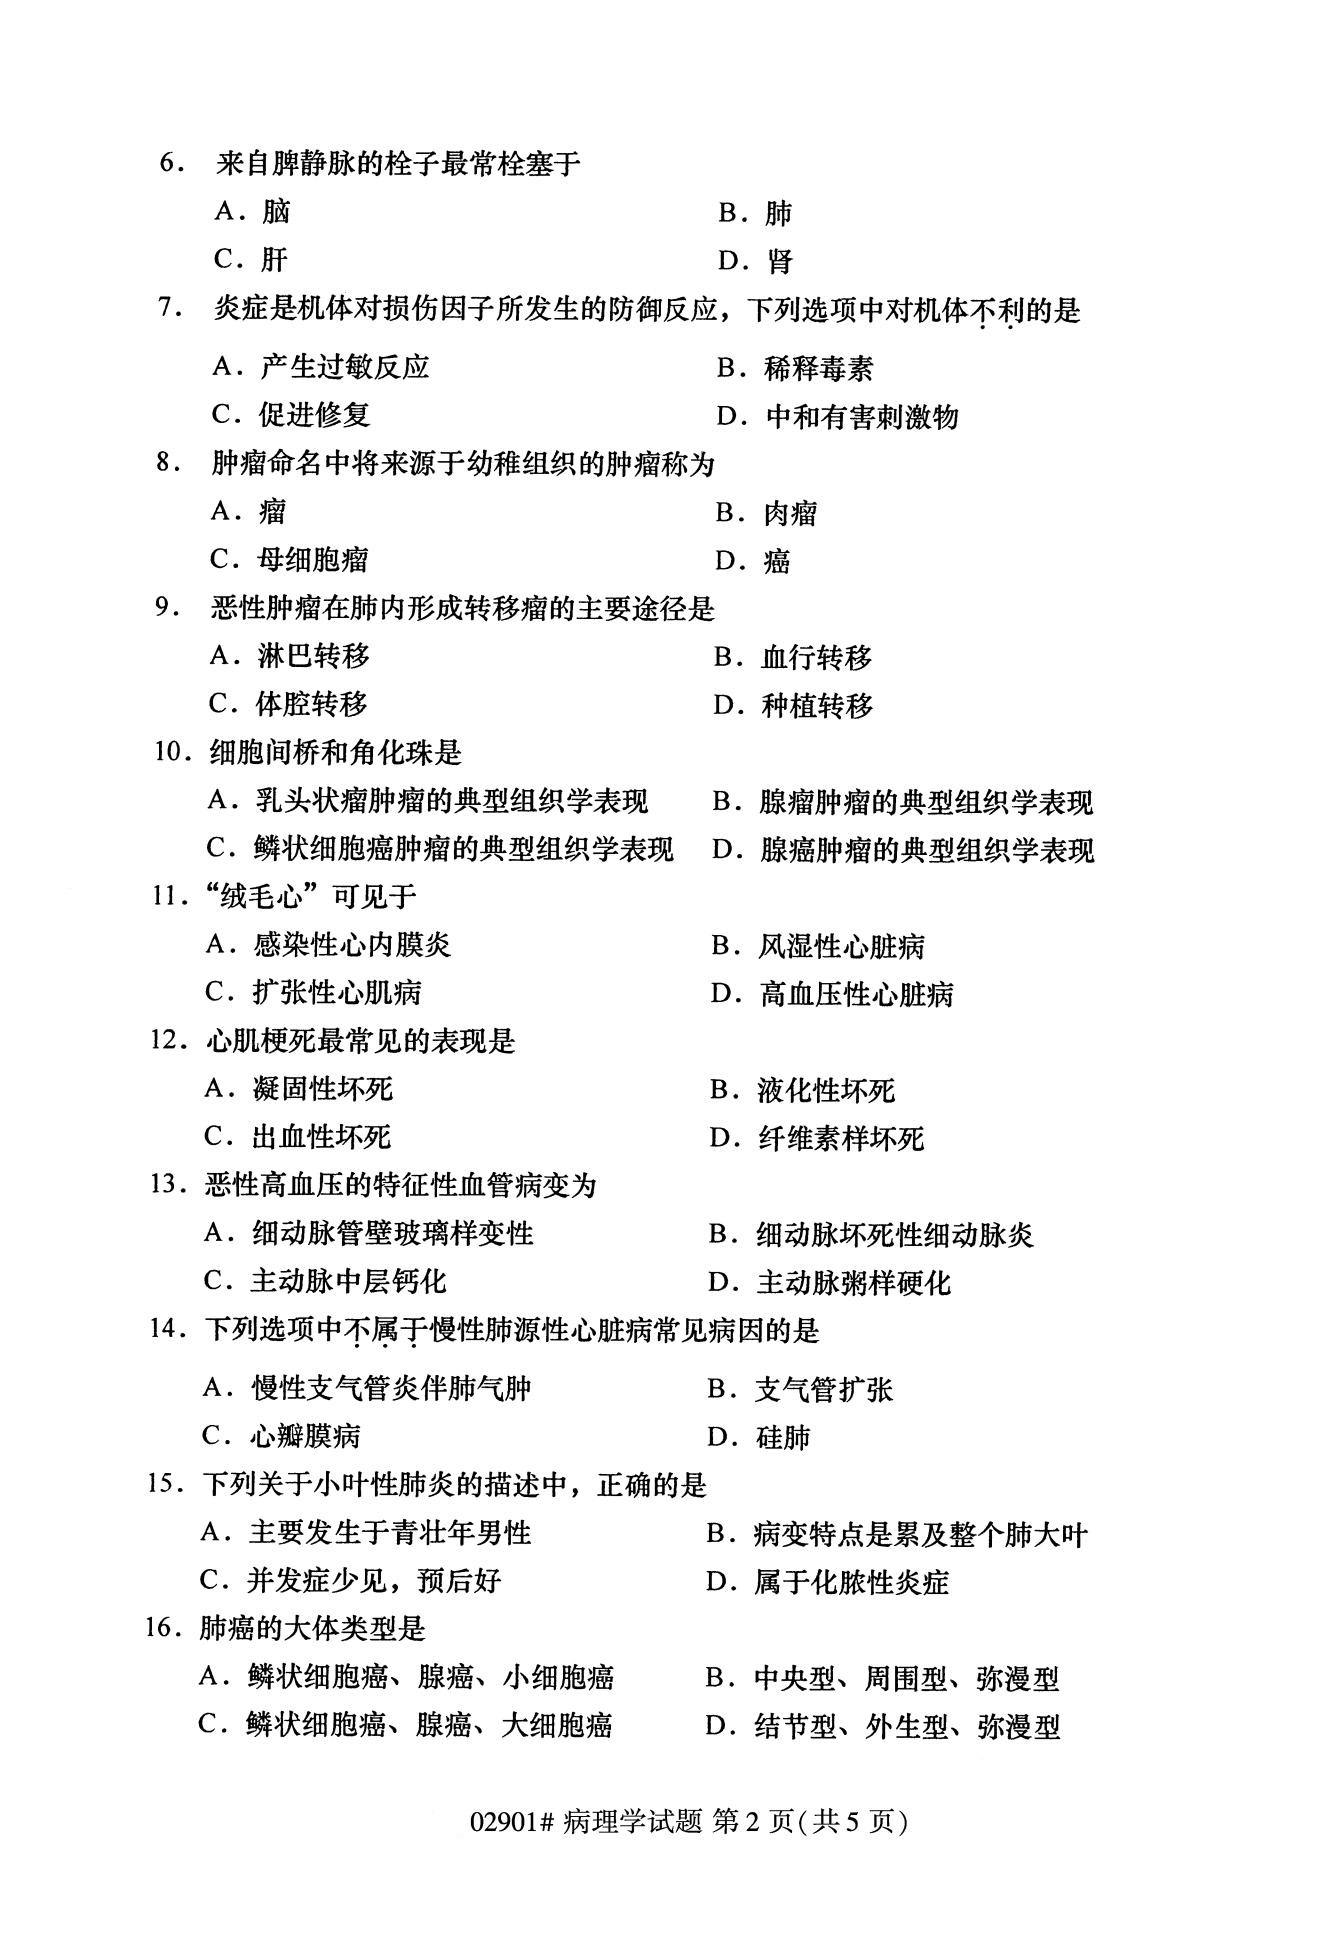 6． 来自脾静脉的栓子最常栓塞于
A．脑 B．肺
C．肝 D．肾
7． 炎症是机体对损伤因子所发生的防御反应，下列选项中对机体不利的是
A．产生过敏反应 B．稀释毒素
C．促进修复 D．中和有害刺激物
8． 肿瘤命名中将来源于幼稚组织的肿瘤称为
A．瘤 B．肉瘤
C．母细胞瘤 D．癌
9． 恶性肿瘤在肺内形成转移瘤的主要途径是
A．淋巴转移 B．血行转移
C．体腔转移 D．种植转移
10．细胞间桥和角化珠是
A．乳头状瘤肿瘤的典型组织学表现 B．腺瘤肿瘤的典型组织学表现
C．鳞状细胞癌肿瘤的典型组织学表现 D．腺癌肿瘤的典型组织学表现
11．“绒毛心”可见于
A．感染性心内膜炎 B．风湿性心脏病
C．扩张性心肌病 D．高血压性心脏病
12．心肌梗死最常见的表现是
A．凝固性坏死 B．液化性坏死
C．出血性坏死 D．纤维素样坏死
13．恶性高血压的特征性血管病变为
A．细动脉管壁玻璃样变性 B．细动脉坏死性细动脉炎
C．主动脉中层钙化 D．主动脉粥样硬化
14．下列选项中不属于慢性肺源性心脏病常见病因的是
A．慢性支气管炎伴肺气肿 B．支气管扩张
C．心瓣膜病 D．硅肺
15．下列关于小叶性肺炎的描述中，正确的是
A．主要发生于青壮年男性 B．病变特点是累及整个肺大叶
C．并发症少见，预后好 D．属于化脓性炎症
16．肺癌的大体类型是
A．鳞状细胞癌、腺癌、小细胞癌 B．中央型、周围型、弥漫型
C．鳞状细胞癌、腺癌、大细胞癌 D．结节型、外生型、弥漫型
02901# 病理学试题 第 2 页(共 5 页)